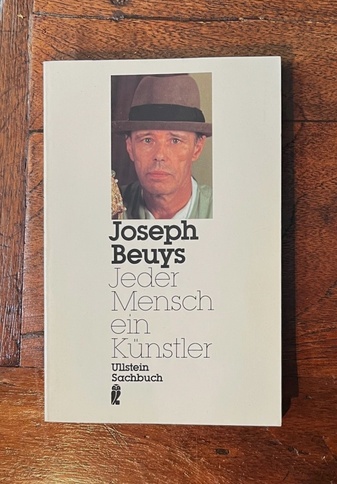 Joseph
Beuys
Jeder
Mensch
ein
Künstler
Ullstein
Sachbuch